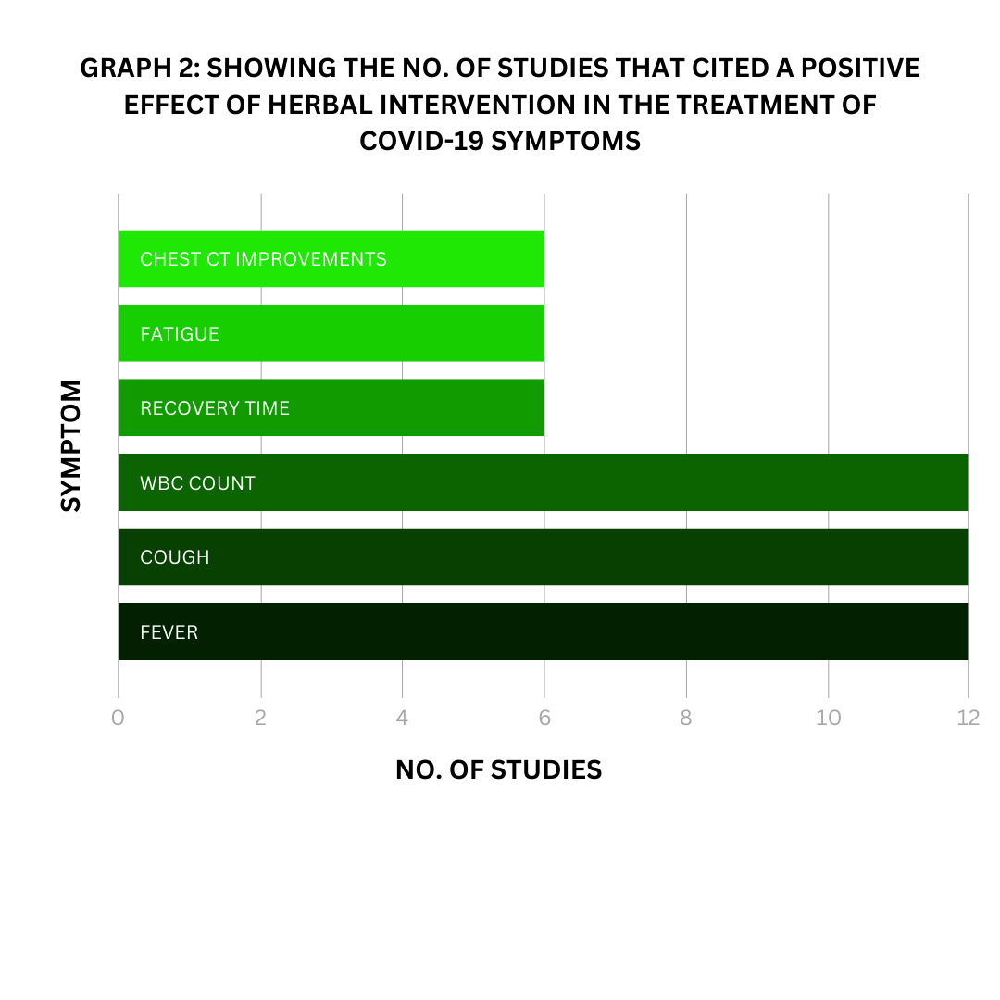 GRAPH 2: SHOWING THE NO. OF STUDIES THAT CITED A POSITIVE
EFFECT OF HERBAL INTERVENTION IN THE TREATMENT OF
COVID-19 SYMPTOMS
SYMPTOM
CHEST CT IMPROVEMENTS
FATIGUE
RECOVERY TIME
WBC COUNT
COUGH
FEVER
0 2 4 6 8 10 12
NO. OF STUDIES